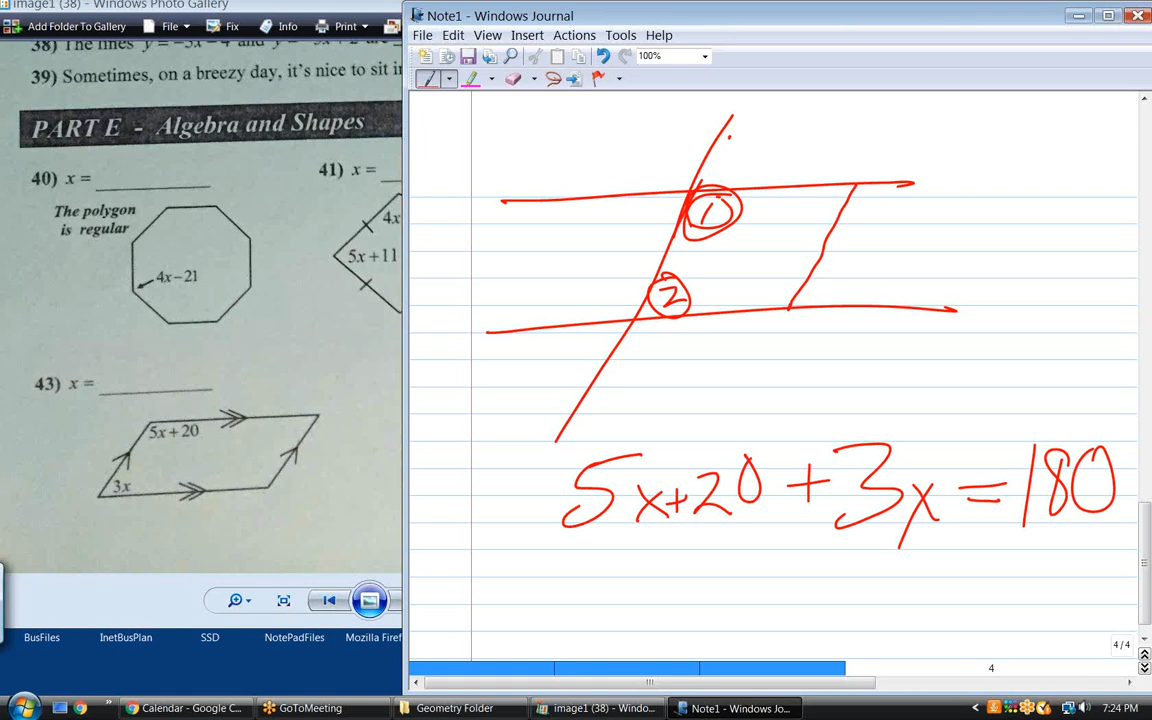 image1 (38) - Windows Photo Gallery
Add Folder To Gallery File Fix Info Print
38) The lines
39) Sometimes, on a breezy day, it's nice to sit
PART E - Algebra and Shapes
40) x =
The polygon
is regular
4x−21
41) x =
4x
5x+11
43) x =
5x+20
3x
Note1 - Windows Journal
File Edit View Insert Actions Tools Help
100%
1
2
5x+20 + 3x = 180
4/4
4
BusFiles InetBusPlan SSD NotePadFiles Mozilla Firef
Calendar - Google C... GoToMeeting Geometry Folder image1 (38) - Windo... Note1 - Windows Jo... 7:24 PM